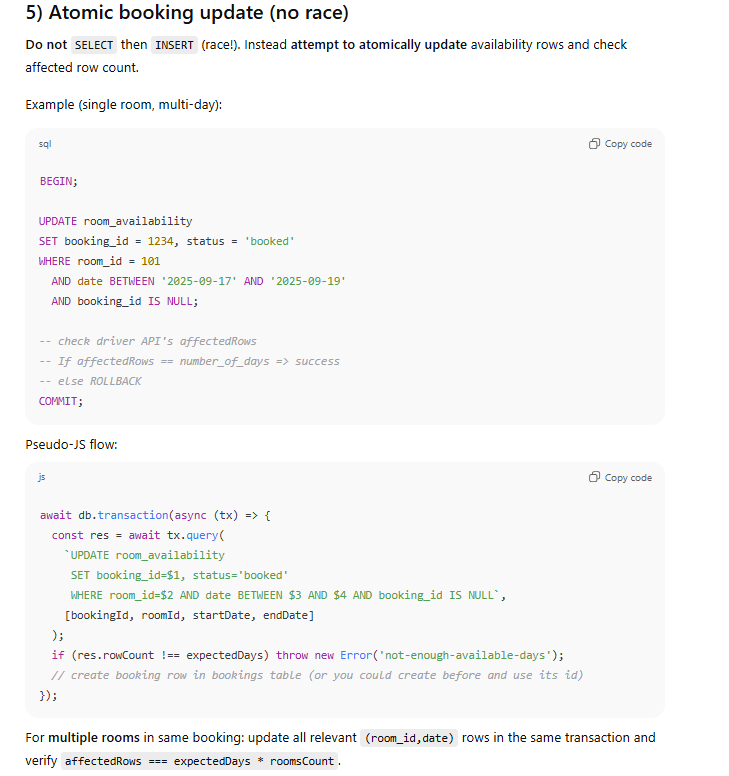 5) Atomic booking update (no race)
Do not SELECT then INSERT (race!). Instead attempt to atomically update availability rows and check
affected row count.
Example (single room, multi-day):
sql
Copy code
BEGIN;
UPDATE room_availability
SET booking_id = 1234, status = 'booked'
WHERE room_id = 101
  AND date BETWEEN '2025-09-17' AND '2025-09-19'
  AND booking_id IS NULL;
-- check driver API's affectedRows
-- If affectedRows == number_of_days => success
-- else ROLLBACK
COMMIT;
Pseudo-JS flow:
js
Copy code
await db.transaction(async (tx) => {
  const res = await tx.query(
    `UPDATE room_availability
     SET booking_id=$1, status='booked'
     WHERE room_id=$2 AND date BETWEEN $3 AND $4 AND booking_id IS NULL`,
    [bookingId, roomId, startDate, endDate]
  );
  if (res.rowCount !== expectedDays) throw new Error('not-enough-available-days');
  // create booking row in bookings table (or you could create before and use its id)
});
For multiple rooms in same booking: update all relevant (room_id,date) rows in the same transaction and
verify affectedRows === expectedDays * roomsCount.